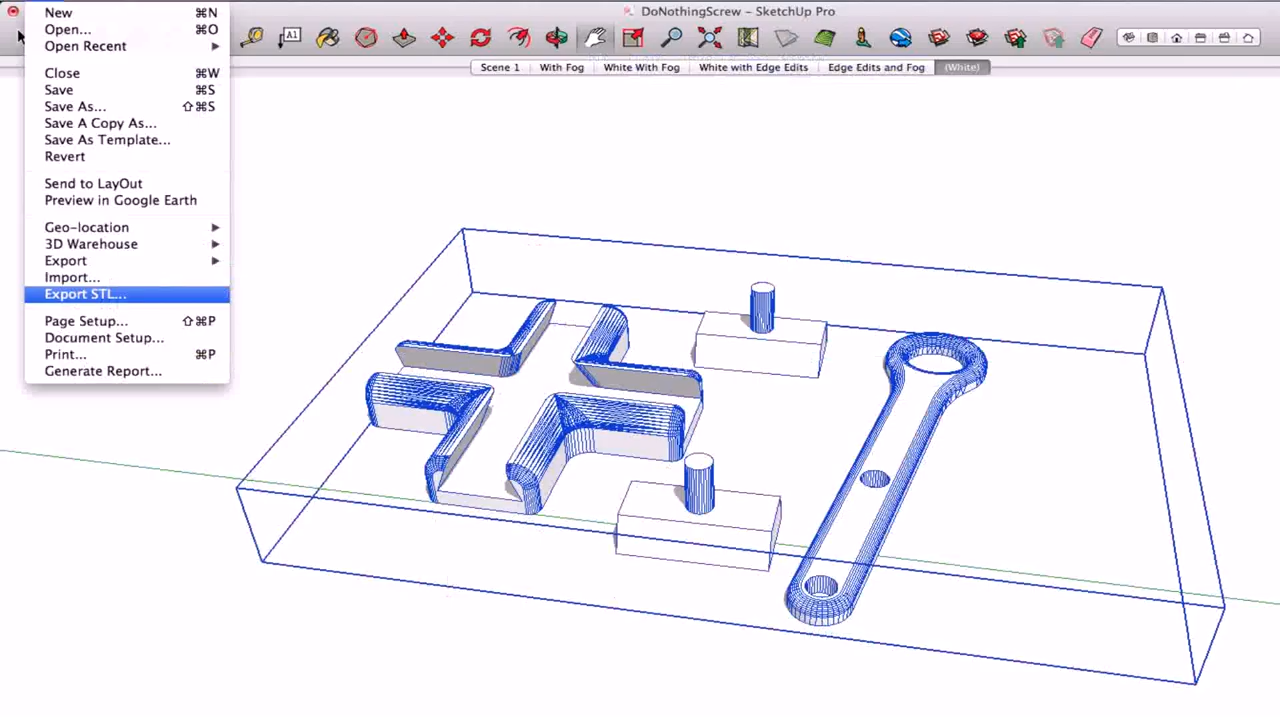 DoNothingScrew – SketchUp Pro
A1
Scene 1 With Fog White With Fog White with Edge Edits Edge Edits and Fog (White)
New ⌘N
Open... ⌘O
Open Recent
Close ⌘W
Save ⌘S
Save As... ⇧⌘S
Save A Copy As...
Save As Template...
Revert
Send to LayOut
Preview in Google Earth
Geo-location
3D Warehouse
Export
Import...
Export STL...
Page Setup... ⇧⌘P
Document Setup...
Print... ⌘P
Generate Report...